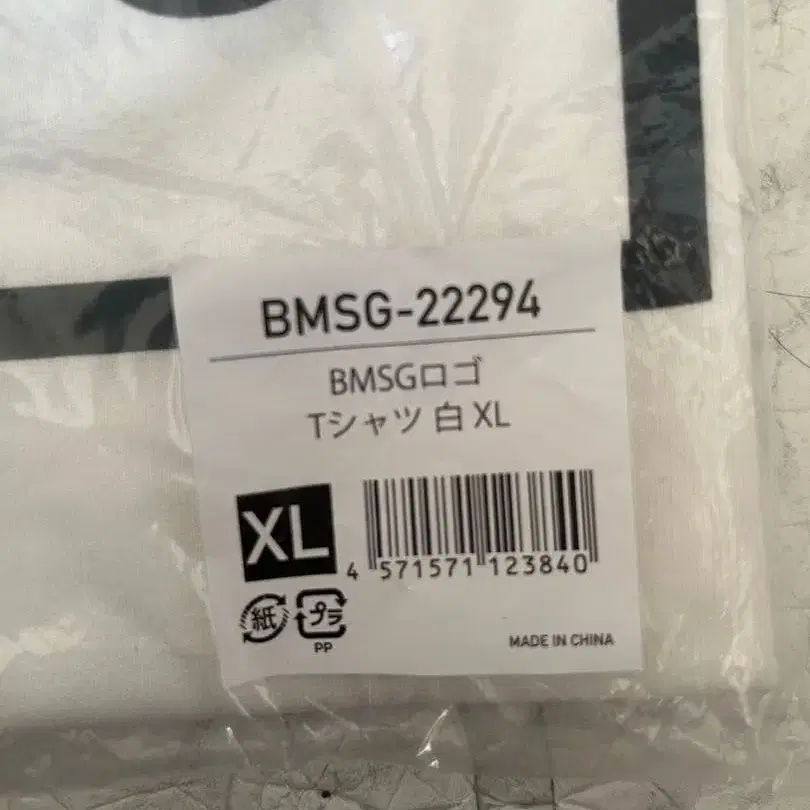 BMSG-22294
BMSGロゴ
Tシャツ 白 XL
XL
4 571571 123840
紙 プラ
PP
MADE IN CHINA